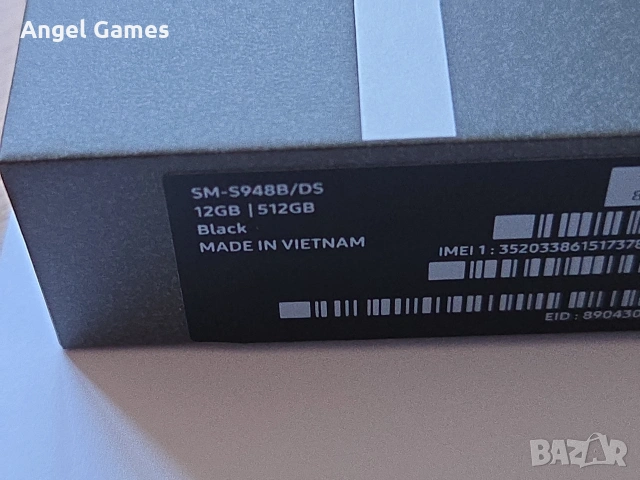 Angel Games
SM-S948B/DS
12GB | 512GB
Black
MADE IN VIETNAM
IMEI 1 : 35203386151737
EID : 890430
BAZAR